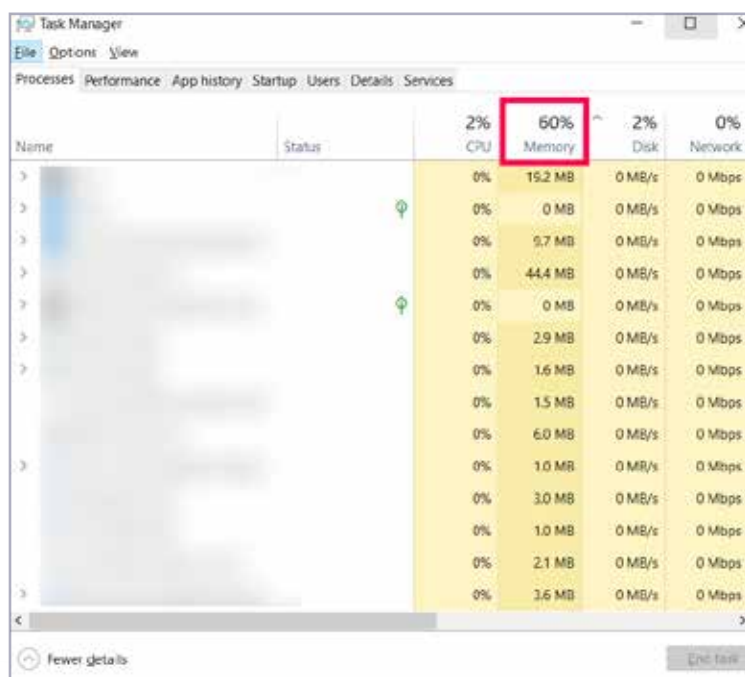 Task Manager
File Options View
Processes Performance App history Startup Users Details Services
2% 60% 2% 0%
Name Status CPU Memory Disk Network
0% 19.2 MB 0 MB/s 0 Mbps
0% 0 MB 0 MB/s 0 Mbps
0% 9.7 MB 0 MB/s 0 Mbps
0% 44.4 MB 0 MB/s 0 Mbps
0% 0 MB 0 MB/s 0 Mbps
0% 2.9 MB 0 MB/s 0 Mbps
0% 1.6 MB 0 MB/s 0 Mbps
0% 1.5 MB 0 MB/s 0 Mbps
0% 6.0 MB 0 MB/s 0 Mbps
0% 1.0 MB 0 MB/s 0 Mbps
0% 3.0 MB 0 MB/s 0 Mbps
0% 1.0 MB 0 MB/s 0 Mbps
0% 2.1 MB 0 MB/s 0 Mbps
0% 3.6 MB 0 MB/s 0 Mbps
Fewer details End task